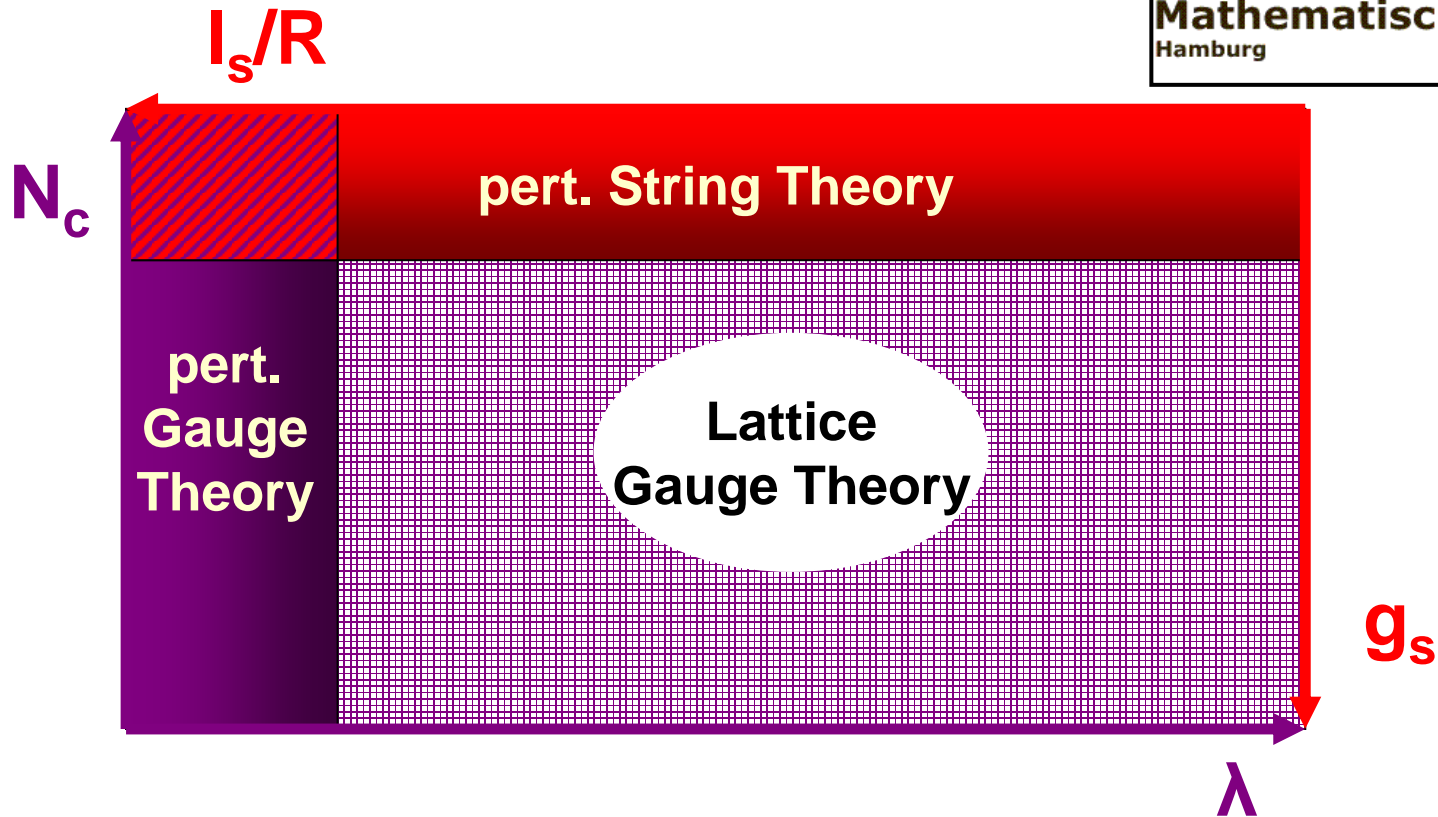 Mathematisc
Hamburg
ls/R
Nc
pert. String Theory
pert.
Gauge
Theory
Lattice
Gauge Theory
gs
λ